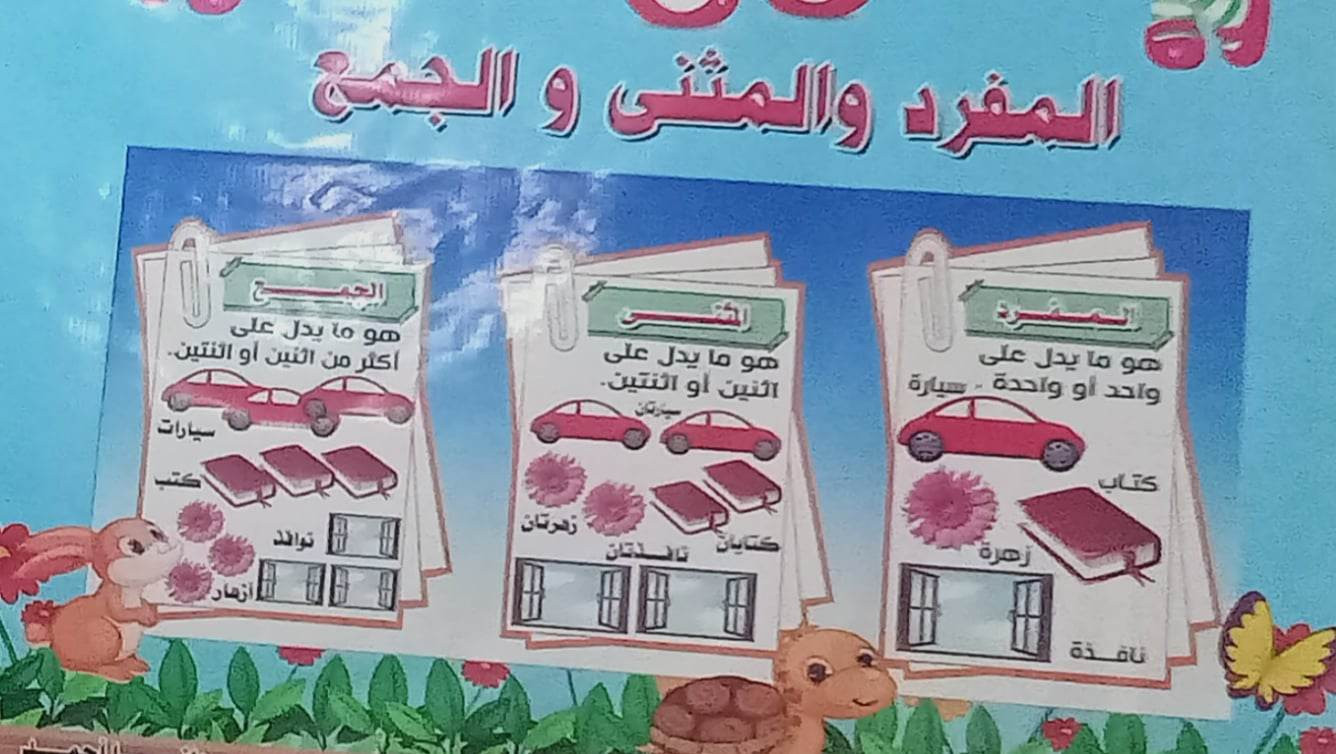 المفرد والمثنى و الجمع
المفرد
هو ما يدل على
واحد أو واحدة - سيارة
كتاب
زهرة
نافذة
المثنى
هو ما يدل على
اثنين أو اثنتين.
سيارتان
زهرتان
كتابان
نافذتان
الجمع
هو ما يدل على
أكثر من اثنين أو اثنتين.
سيارات
كتب
نوافذ
أزهار